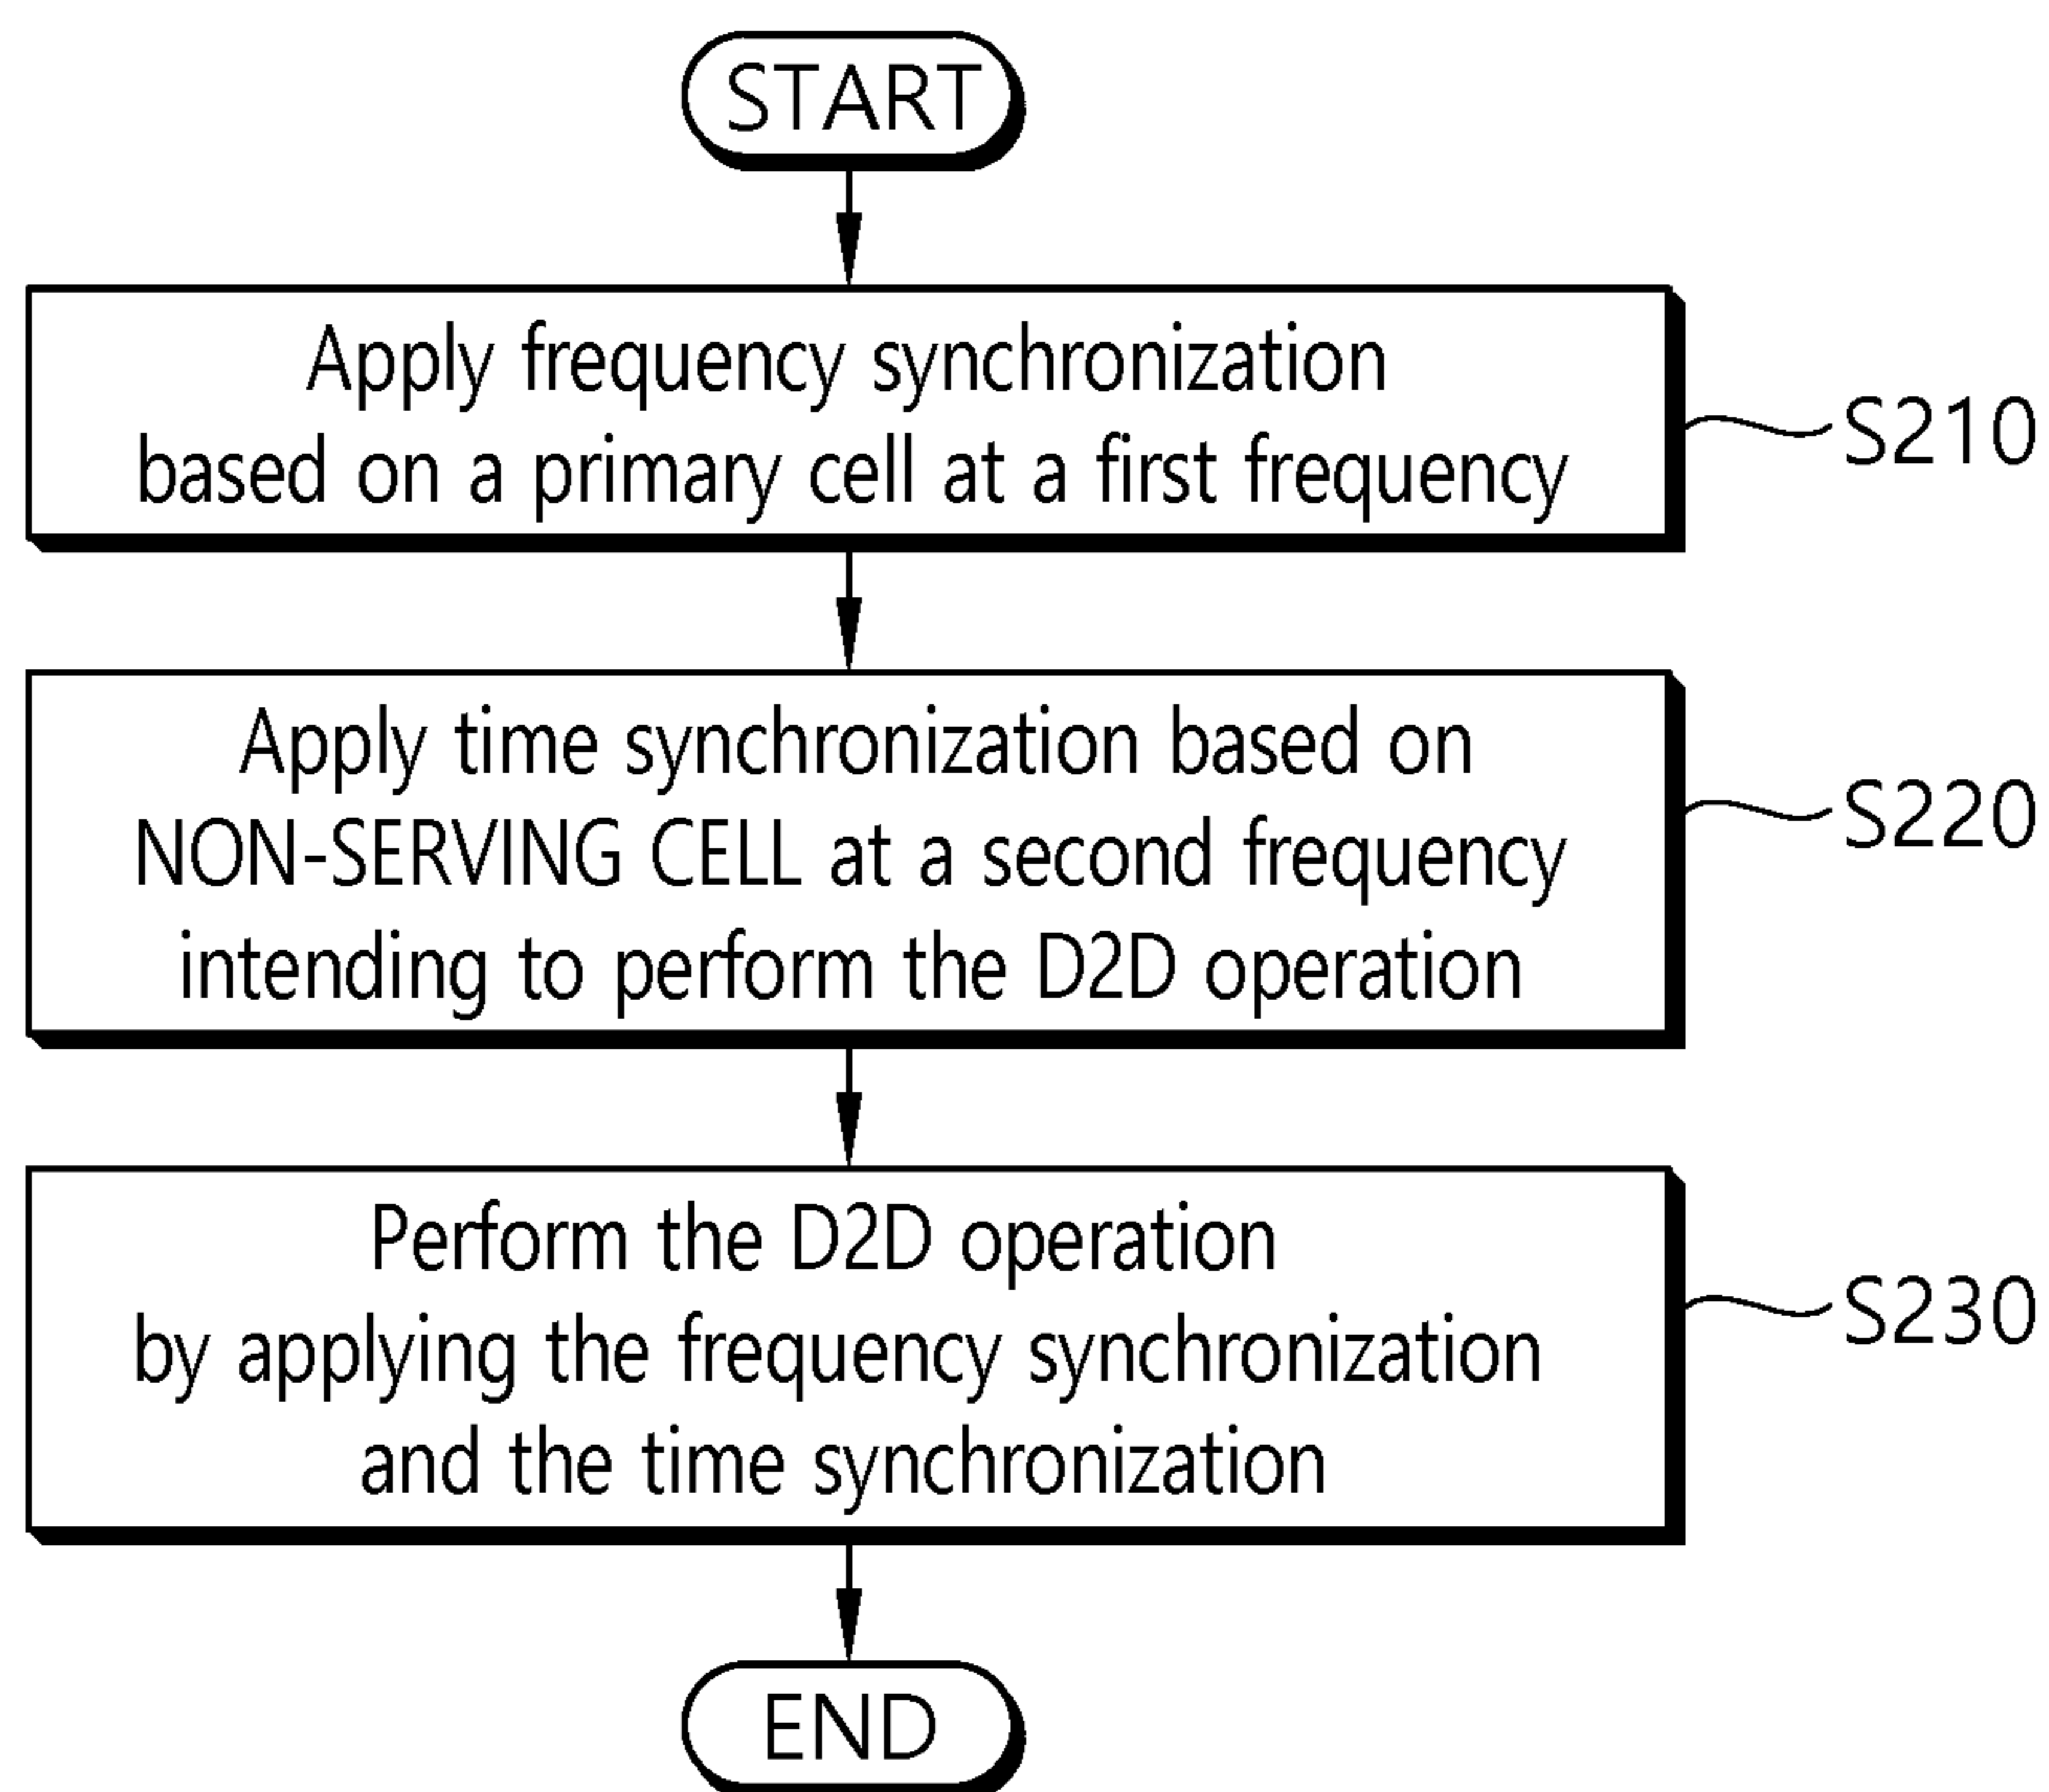 START
Apply frequency synchronization
based on a primary cell at a first frequency
S210
Apply time synchronization based on
NON-SERVING CELL at a second frequency
intending to perform the D2D operation
S220
Perform the D2D operation
by applying the frequency synchronization
and the time synchronization
S230
END